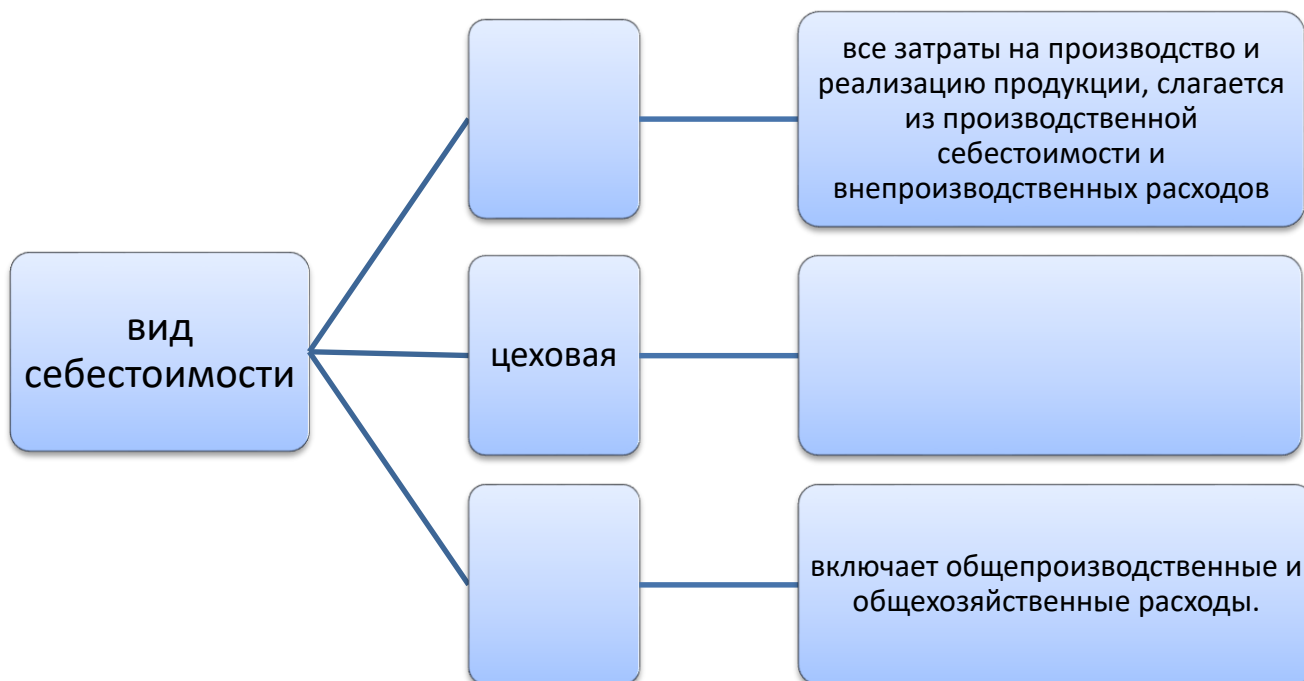 все затраты на производство и
реализацию продукции, слагается
из производственной
себестоимости и
внепроизводственных расходов
вид
себестоимости
цеховая
включает общепроизводственные и
общехозяйственные расходы.